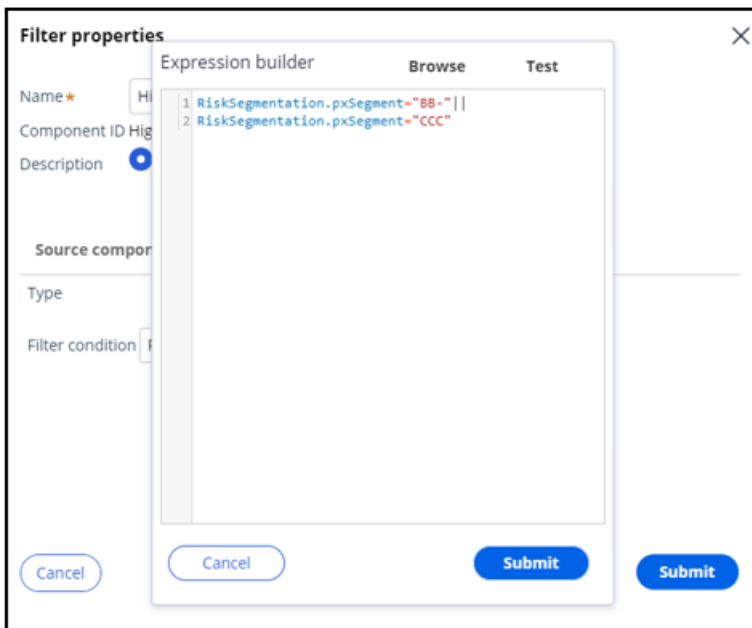 Filter properties
Expression builder
Browse
Test
Name★
Hi
1 RiskSegmentation.pxSegment="BB-"||
2 RiskSegmentation.pxSegment="CCC"
Component ID Hig
Description
Source compor
Type
Filter condition
Cancel
Submit
Cancel
Submit